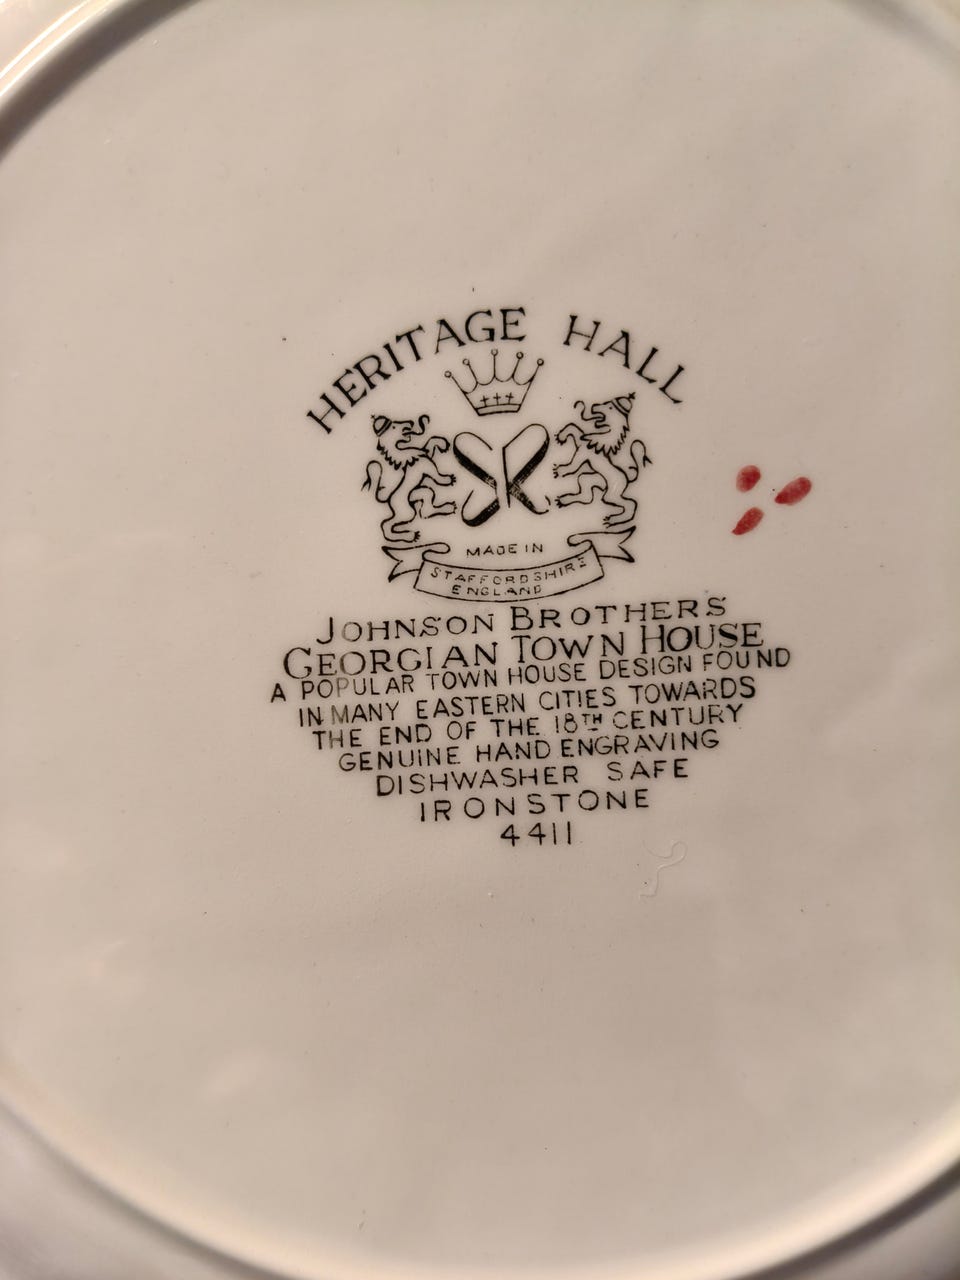 HERITAGE HALL
MADE IN
STAFFORDSHIRE
ENGLAND
JOHNSON BROTHERS
GEORGIAN TOWN HOUSE
A POPULAR TOWN HOUSE DESIGN FOUND
IN MANY EASTERN CITIES TOWARDS
THE END OF THE 18TH CENTURY
GENUINE HAND ENGRAVING
DISHWASHER SAFE
IRONSTONE
4411